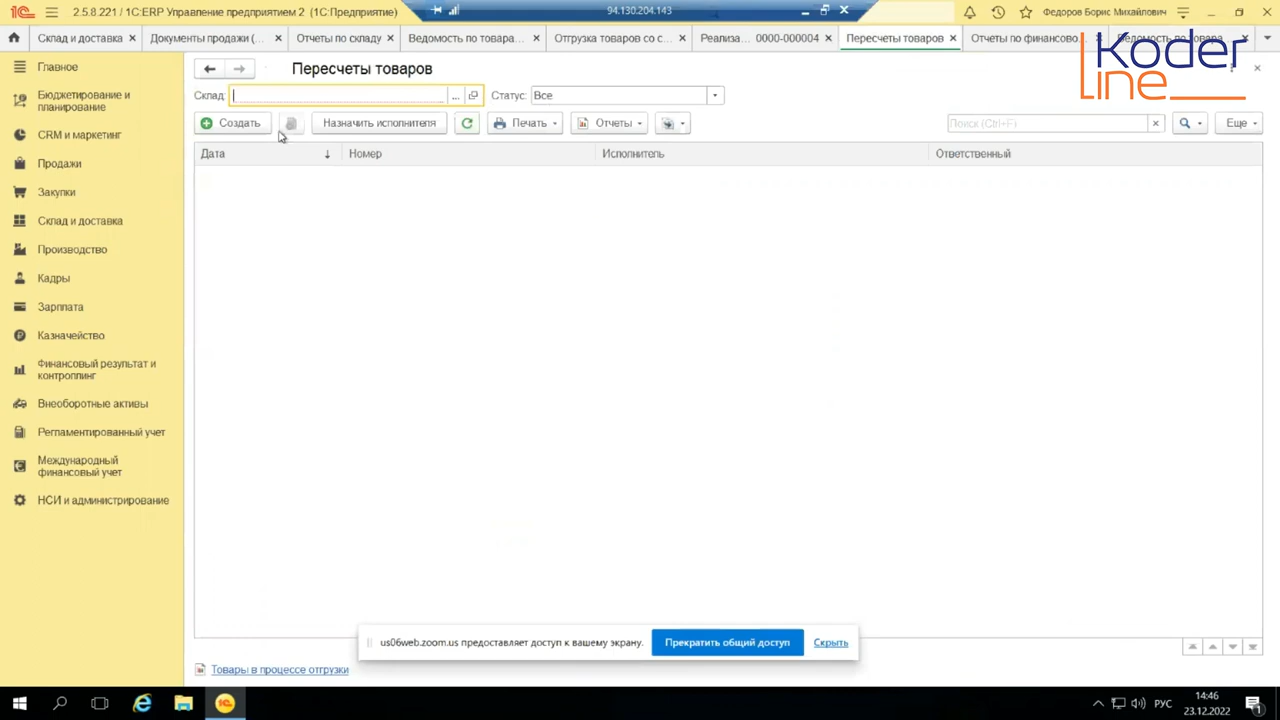 2.5.8.221 / 1С:ERP Управление предприятием 2 (1С:Предприятие)
94.130.204.143
Федоров Борис Михайлович
Склад и доставка
Документы продажи (...
Отчеты по складу
Ведомость по товара...
Отгрузка товаров со с...
Реализа... 0000-000004
Пересчеты товаров
Отчеты по финансово
Ведомость по товара
Koder
line
Пересчеты товаров
Склад:
Статус: Все
Создать
Назначить исполнителя
Печать
Отчеты
Поиск (Ctrl+F)
Еще
Дата
Номер
Исполнитель
Ответственный
Главное
Бюджетирование и
планирование
CRM и маркетинг
Продажи
Закупки
Склад и доставка
Производство
Кадры
Зарплата
Казначейство
Финансовый результат и
контроллинг
Внеоборотные активы
Регламентированный учет
Международный
финансовый учет
НСИ и администрирование
us06web.zoom.us предоставляет доступ к вашему экрану.
Прекратить общий доступ
Скрыть
Товары в процессе отгрузки
РУС
14:46
23.12.2022
1